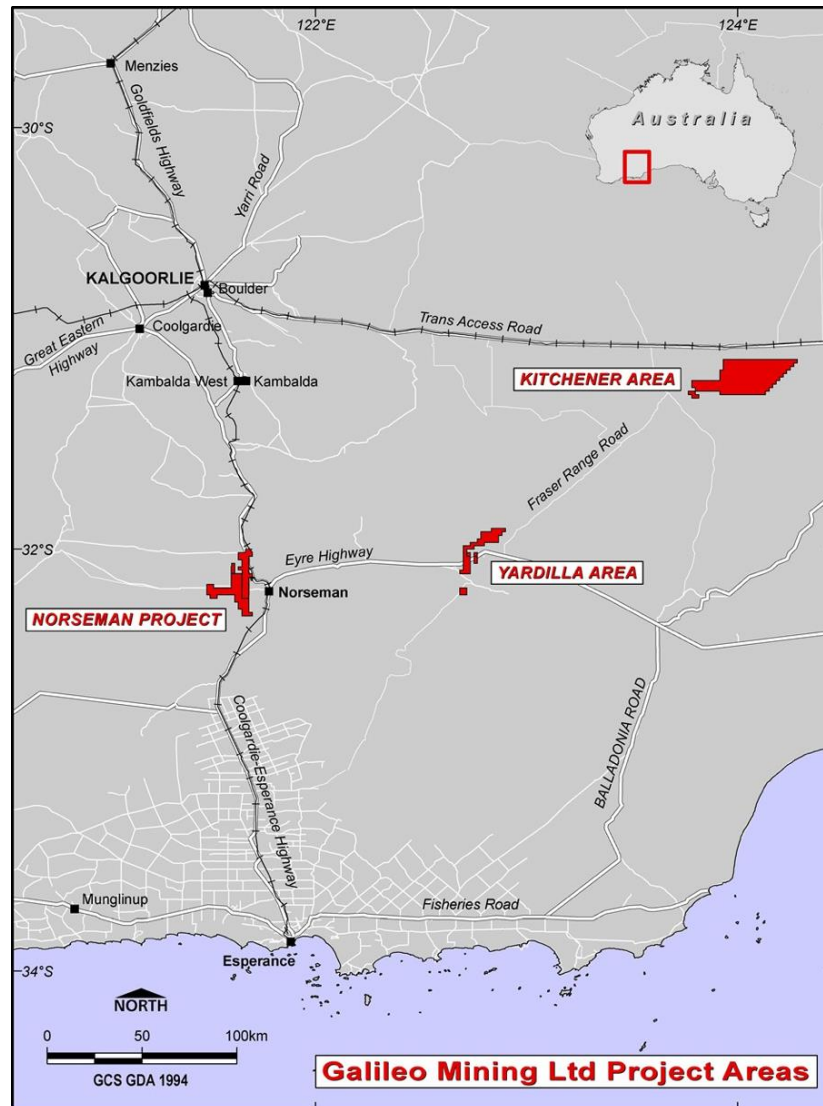 122°E
124°E
Menzies
Goldfields Highway
Australia
30°S
Yarri Road
KALGOORLIE
Boulder
Trans Access Road
Coolgardie
Great Eastern
Highway
Kambalda West
Kambalda
KITCHENER AREA
Fraser Range Road
32°S
Eyre Highway
YARDILLA AREA
Norseman
NORSEMAN PROJECT
Coolgardie-Esperance Highway
BALLADONIA ROAD
Munglinup
Fisheries Road
Esperance
34°S
NORTH
0 50 100km
GCS GDA 1994
Galileo Mining Ltd Project Areas